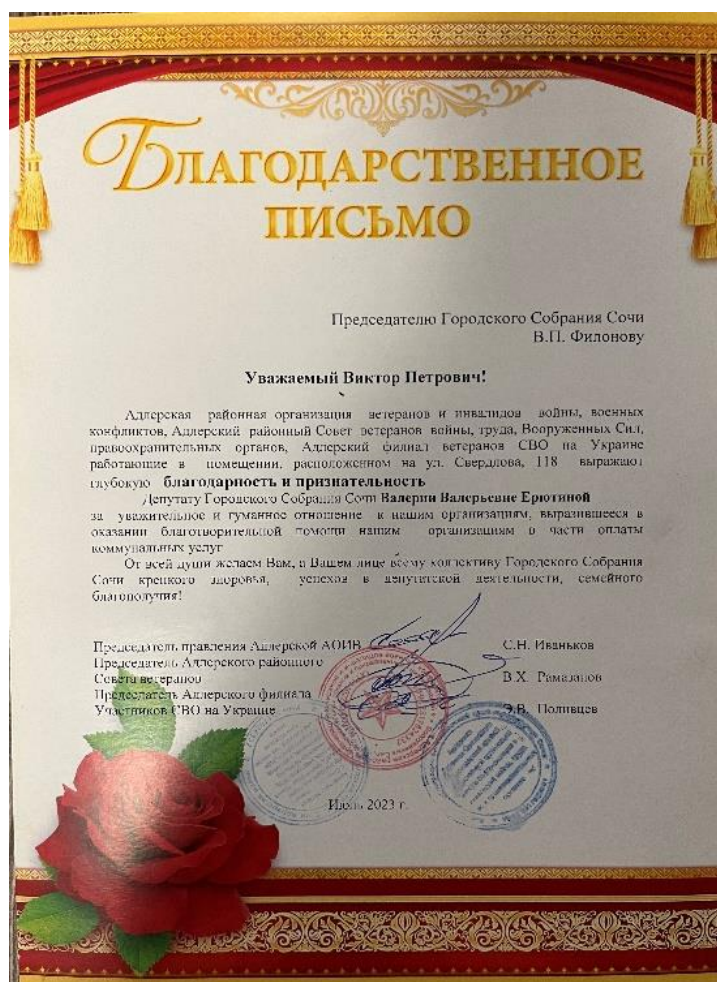 БЛАГОДАРСТВЕННОЕ
ПИСЬМО
Председателю Городского Собрания Сочи
В.П. Филонову
Уважаемый Виктор Петрович!
Адлерская районная организация ветеранов и инвалидов войны, военных
конфликтов, Адлерский районный Совет ветеранов войны, труда, Вооруженных Сил,
правоохранительных органов, Адлерский филиал ветеранов СВО на Украине
работающие в помещении, расположенном на ул. Свердлова, 118 выражают
глубокую благодарность и признательность
Депутату Городского Собрания Сочи Валерии Валерьевне Ерютиной
за уважительное и гуманное отношение к нашим организациям, выразившееся в
оказании благотворительной помощи нашим организациям в части оплаты
коммунальных услуг
От всей души желаем Вам, в Вашем лице всему коллективу Городского Собрания
Сочи крепкого здоровья, успехов в депутатской деятельности, семейного
благополучия!
Председатель правления Адлерской АОИВ С.Н. Иваньков
Председатель Адлерского районного
Совета ветеранов В.Х. Рамазанов
Председатель Адлерского филиала
Участников СВО на Украине Э.В. Поливцев
Июль 2023 г.